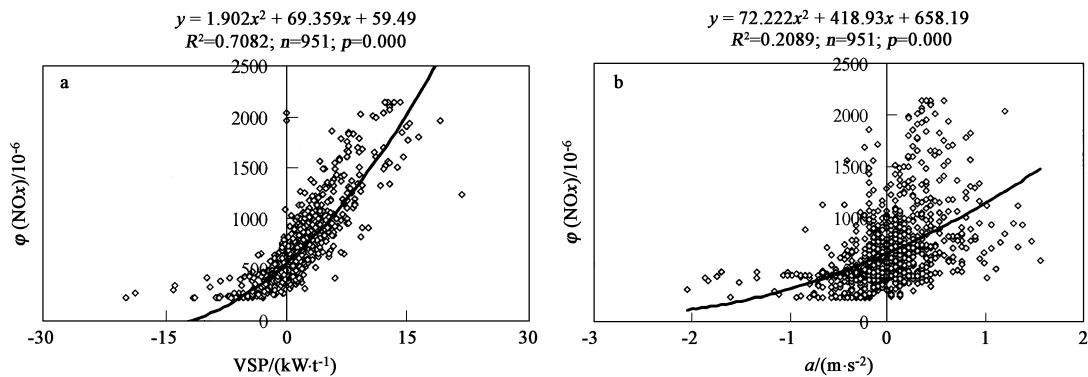 y = 1.902x² + 69.359x + 59.49
R²=0.7082; n=951; p=0.000
a
φ (NOx)/10⁻⁶
2500
2000
1500
1000
500
0
-30
-15
0
15
30
VSP/(kW·t⁻¹)
y = 72.222x² + 418.93x + 658.19
R²=0.2089; n=951; p=0.000
b
φ (NOx)/10⁻⁶
2500
2000
1500
1000
500
0
-3
-2
-1
0
1
2
a/(m·s⁻²)